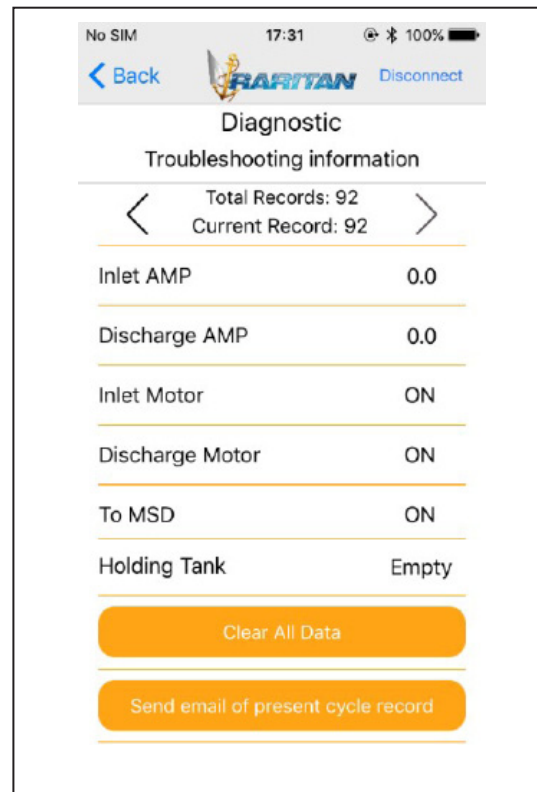 No SIM 17:31 100%
Back RARITAN Disconnect
Diagnostic
Troubleshooting information
Total Records: 92
Current Record: 92
Inlet AMP 0.0
Discharge AMP 0.0
Inlet Motor ON
Discharge Motor ON
To MSD ON
Holding Tank Empty
Clear All Data
Send email of present cycle record